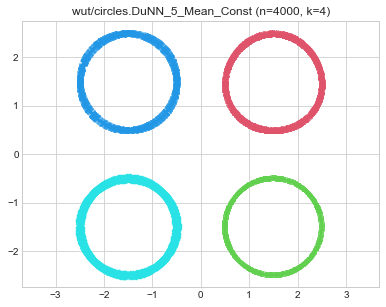 wut/circles.DuNN_5_Mean_Const (n=4000, k=4)
2
1
0
−1
−2
−3 −2 −1 0 1 2 3